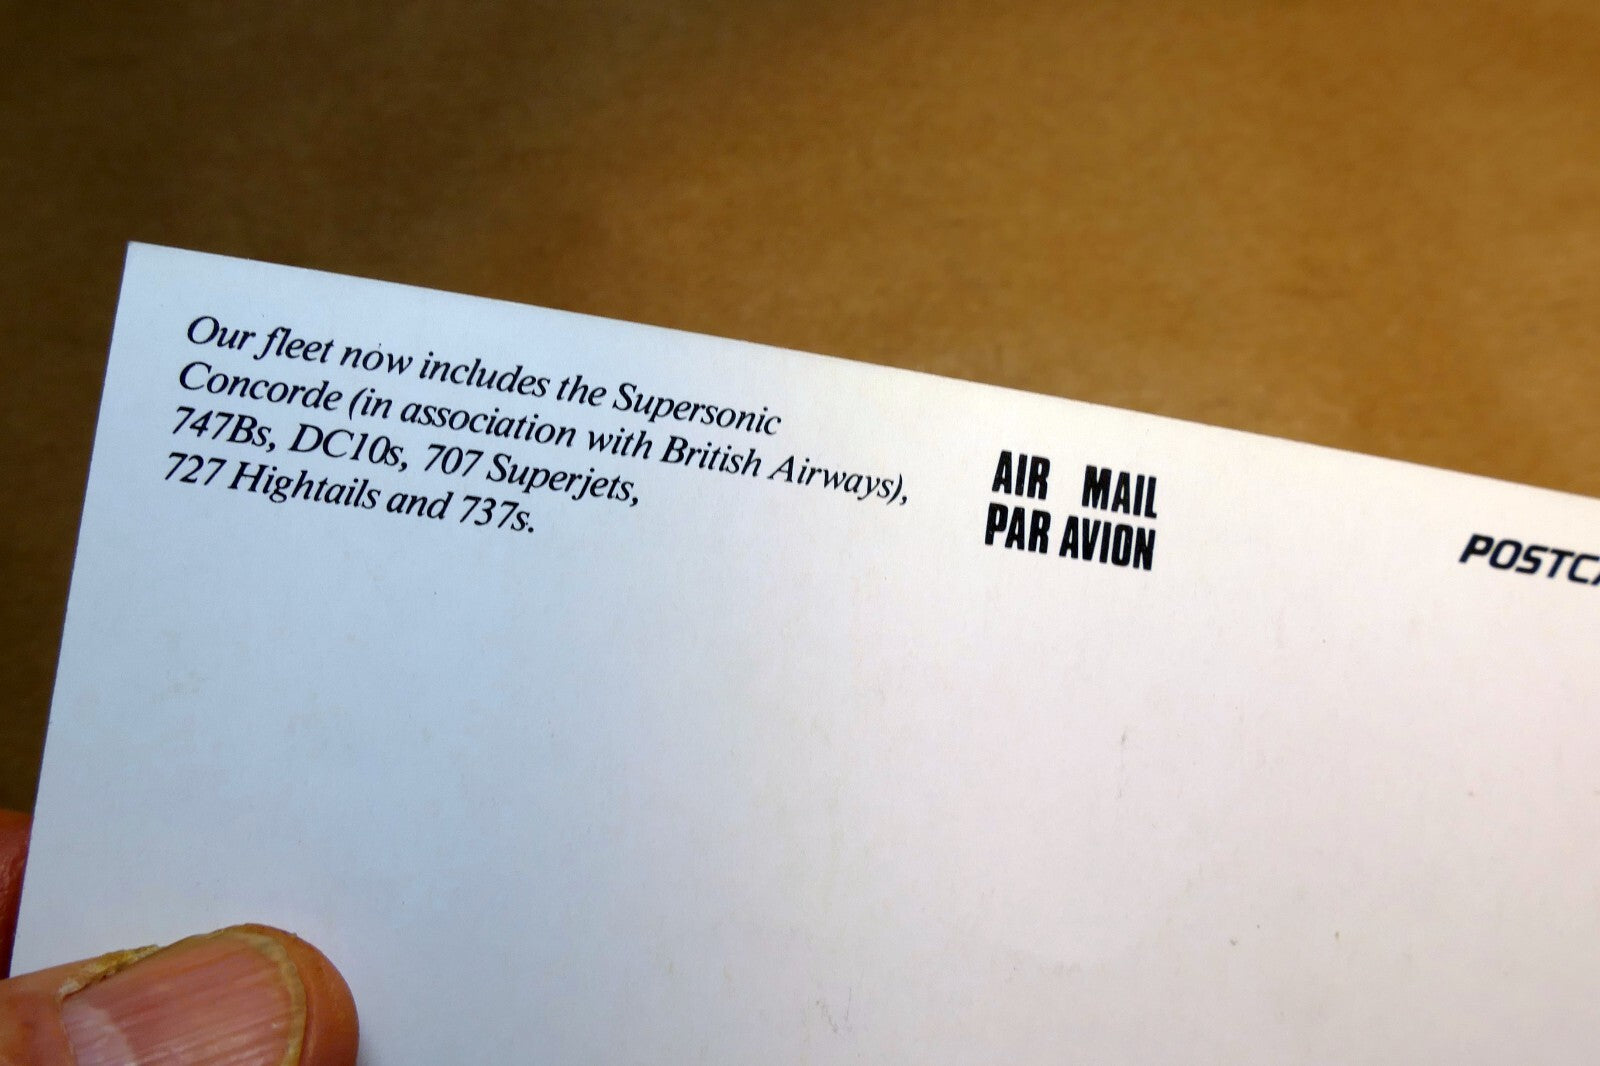 Our fleet now includes the Supersonic
Concorde (in association with British Airways),
747Bs, DC10s, 707 Superjets,
727 Hightails and 737s.
AIR MAIL
PAR AVION